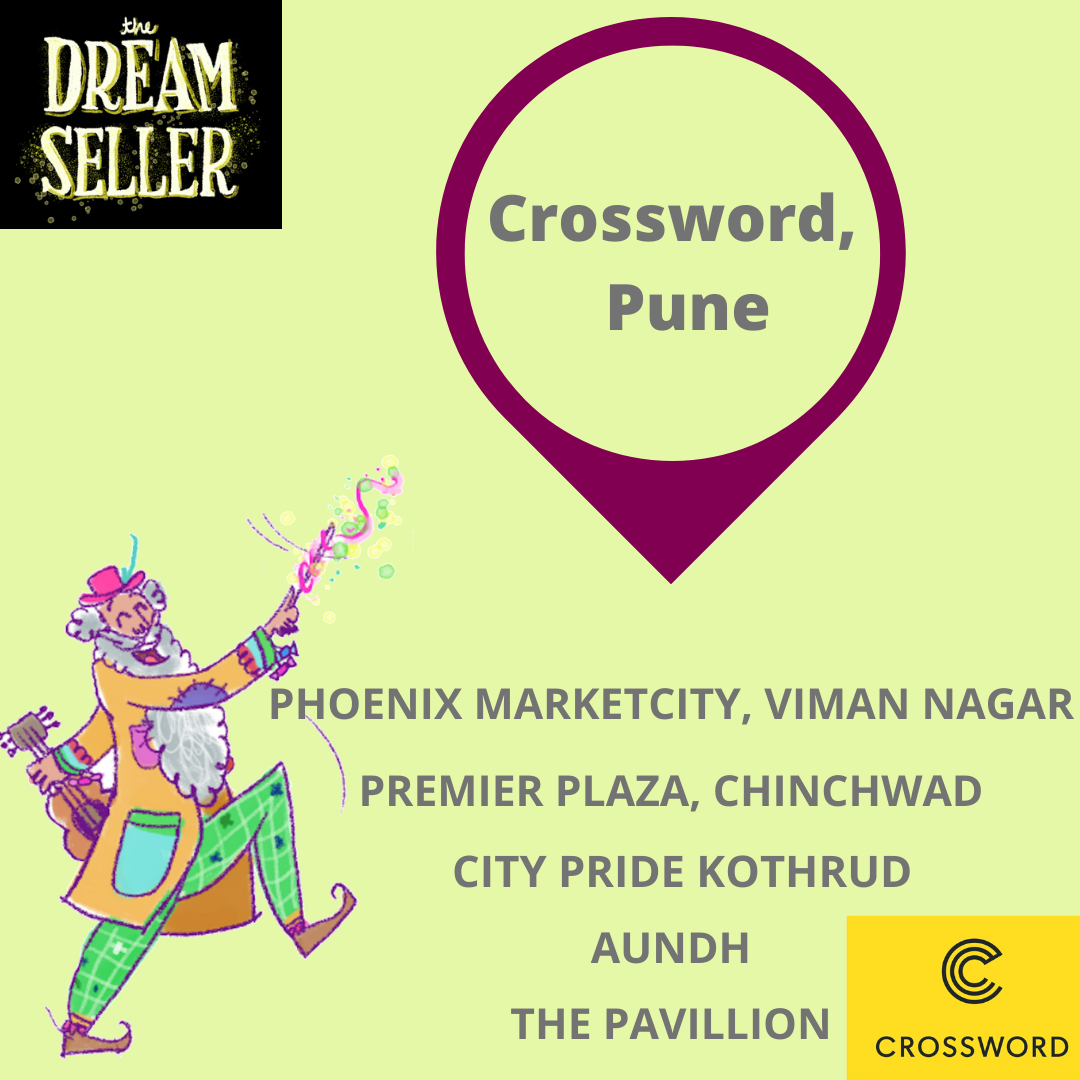 the
DREAM
SELLER
Crossword,
Pune
PHOENIX MARKETCITY, VIMAN NAGAR
PREMIER PLAZA, CHINCHWAD
CITY PRIDE KOTHRUD
AUNDH
THE PAVILLION
CROSSWORD